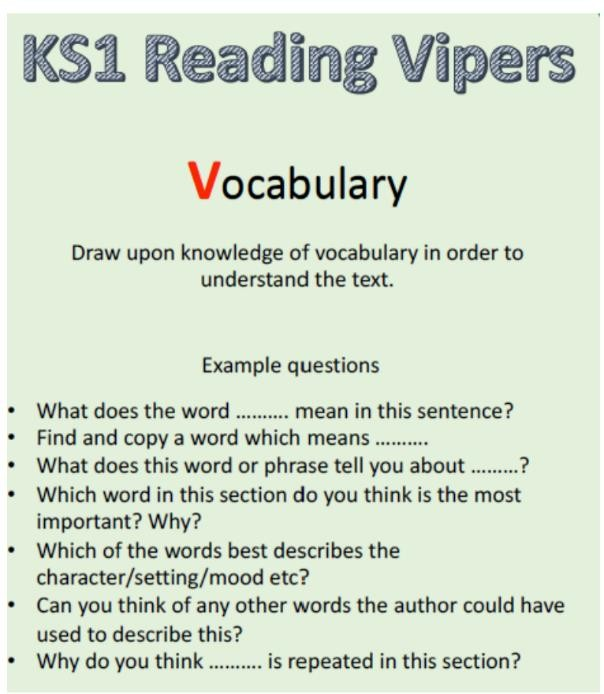 KS1 Reading Vipers
Vocabulary
Draw upon knowledge of vocabulary in order to
understand the text.
Example questions
• What does the word .......... mean in this sentence?
• Find and copy a word which means ..........
• What does this word or phrase tell you about .........?
• Which word in this section do you think is the most
important? Why?
• Which of the words best describes the
character/setting/mood etc?
• Can you think of any other words the author could have
used to describe this?
• Why do you think .......... is repeated in this section?